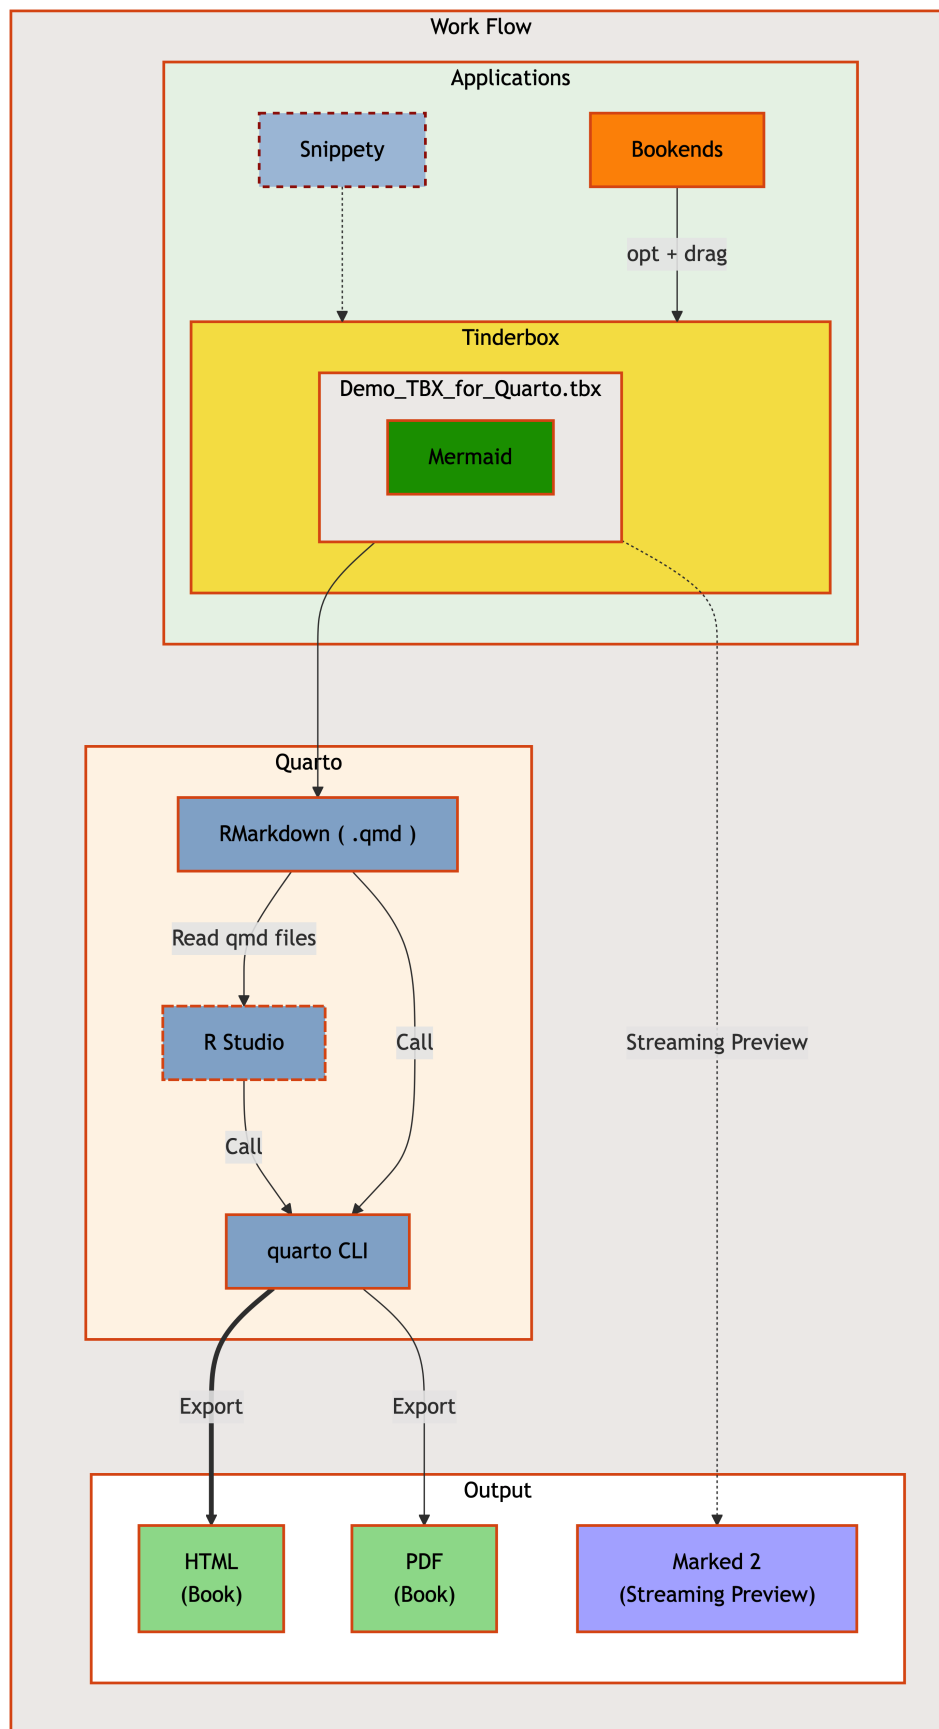 Work Flow
Applications
Snippety
Bookends
opt + drag
Tinderbox
Demo_TBX_for_Quarto.tbx
Mermaid
Quarto
RMarkdown ( .qmd )
Read qmd files
R Studio
Call
Streaming Preview
Call
quarto CLI
Export
Export
Output
HTML
(Book)
PDF
(Book)
Marked 2
(Streaming Preview)